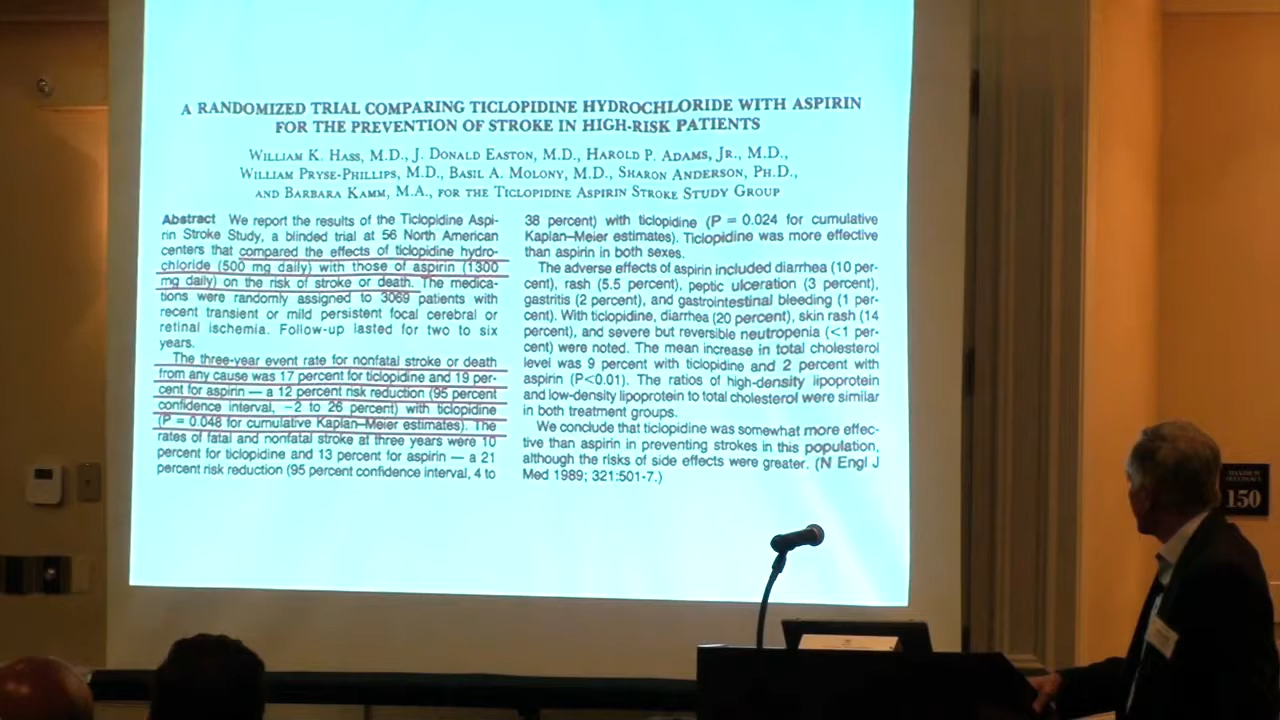 A RANDOMIZED TRIAL COMPARING TICLOPIDINE HYDROCHLORIDE WITH ASPIRIN
FOR THE PREVENTION OF STROKE IN HIGH-RISK PATIENTS
WILLIAM K. HASS, M.D., J. DONALD EASTON, M.D., HAROLD P. ADAMS, JR., M.D.,
WILLIAM PRYSE-PHILLIPS, M.D., BASIL A. MOLONY, M.D., SHARON ANDERSON, PH.D.,
AND BARBARA KAMM, M.A., FOR THE TICLOPIDINE ASPIRIN STROKE STUDY GROUP
Abstract We report the results of the Ticlopidine Aspi-
rin Stroke Study, a blinded trial at 56 North American
centers that compared the effects of ticlopidine hydro-
chloride (500 mg daily) with those of aspirin (1300
mg daily) on the risk of stroke or death. The medica-
tions were randomly assigned to 3069 patients with
recent transient or mild persistent focal cerebral or
retinal ischemia. Follow-up lasted for two to six
years.
The three-year event rate for nonfatal stroke or death
from any cause was 17 percent for ticlopidine and 19 per-
cent for aspirin — a 12 percent risk reduction (95 percent
confidence interval, −2 to 26 percent) with ticlopidine
(P = 0.048 for cumulative Kaplan–Meier estimates). The
rates of fatal and nonfatal stroke at three years were 10
percent for ticlopidine and 13 percent for aspirin — a 21
percent risk reduction (95 percent confidence interval, 4 to
38 percent) with ticlopidine (P = 0.024 for cumulative
Kaplan–Meier estimates). Ticlopidine was more effective
than aspirin in both sexes.
The adverse effects of aspirin included diarrhea (10 per-
cent), rash (5.5 percent), peptic ulceration (3 percent),
gastritis (2 percent), and gastrointestinal bleeding (1 per-
cent). With ticlopidine, diarrhea (20 percent), skin rash (14
percent), and severe but reversible neutropenia (<1 per-
cent) were noted. The mean increase in total cholesterol
level was 9 percent with ticlopidine and 2 percent with
aspirin (P<0.01). The ratios of high-density lipoprotein
and low-density lipoprotein to total cholesterol were similar
in both treatment groups.
We conclude that ticlopidine was somewhat more effec-
tive than aspirin in preventing strokes in this population,
although the risks of side effects were greater. (N Engl J
Med 1989; 321:501-7.)
MAXIMUM
OCCUPANCY
150